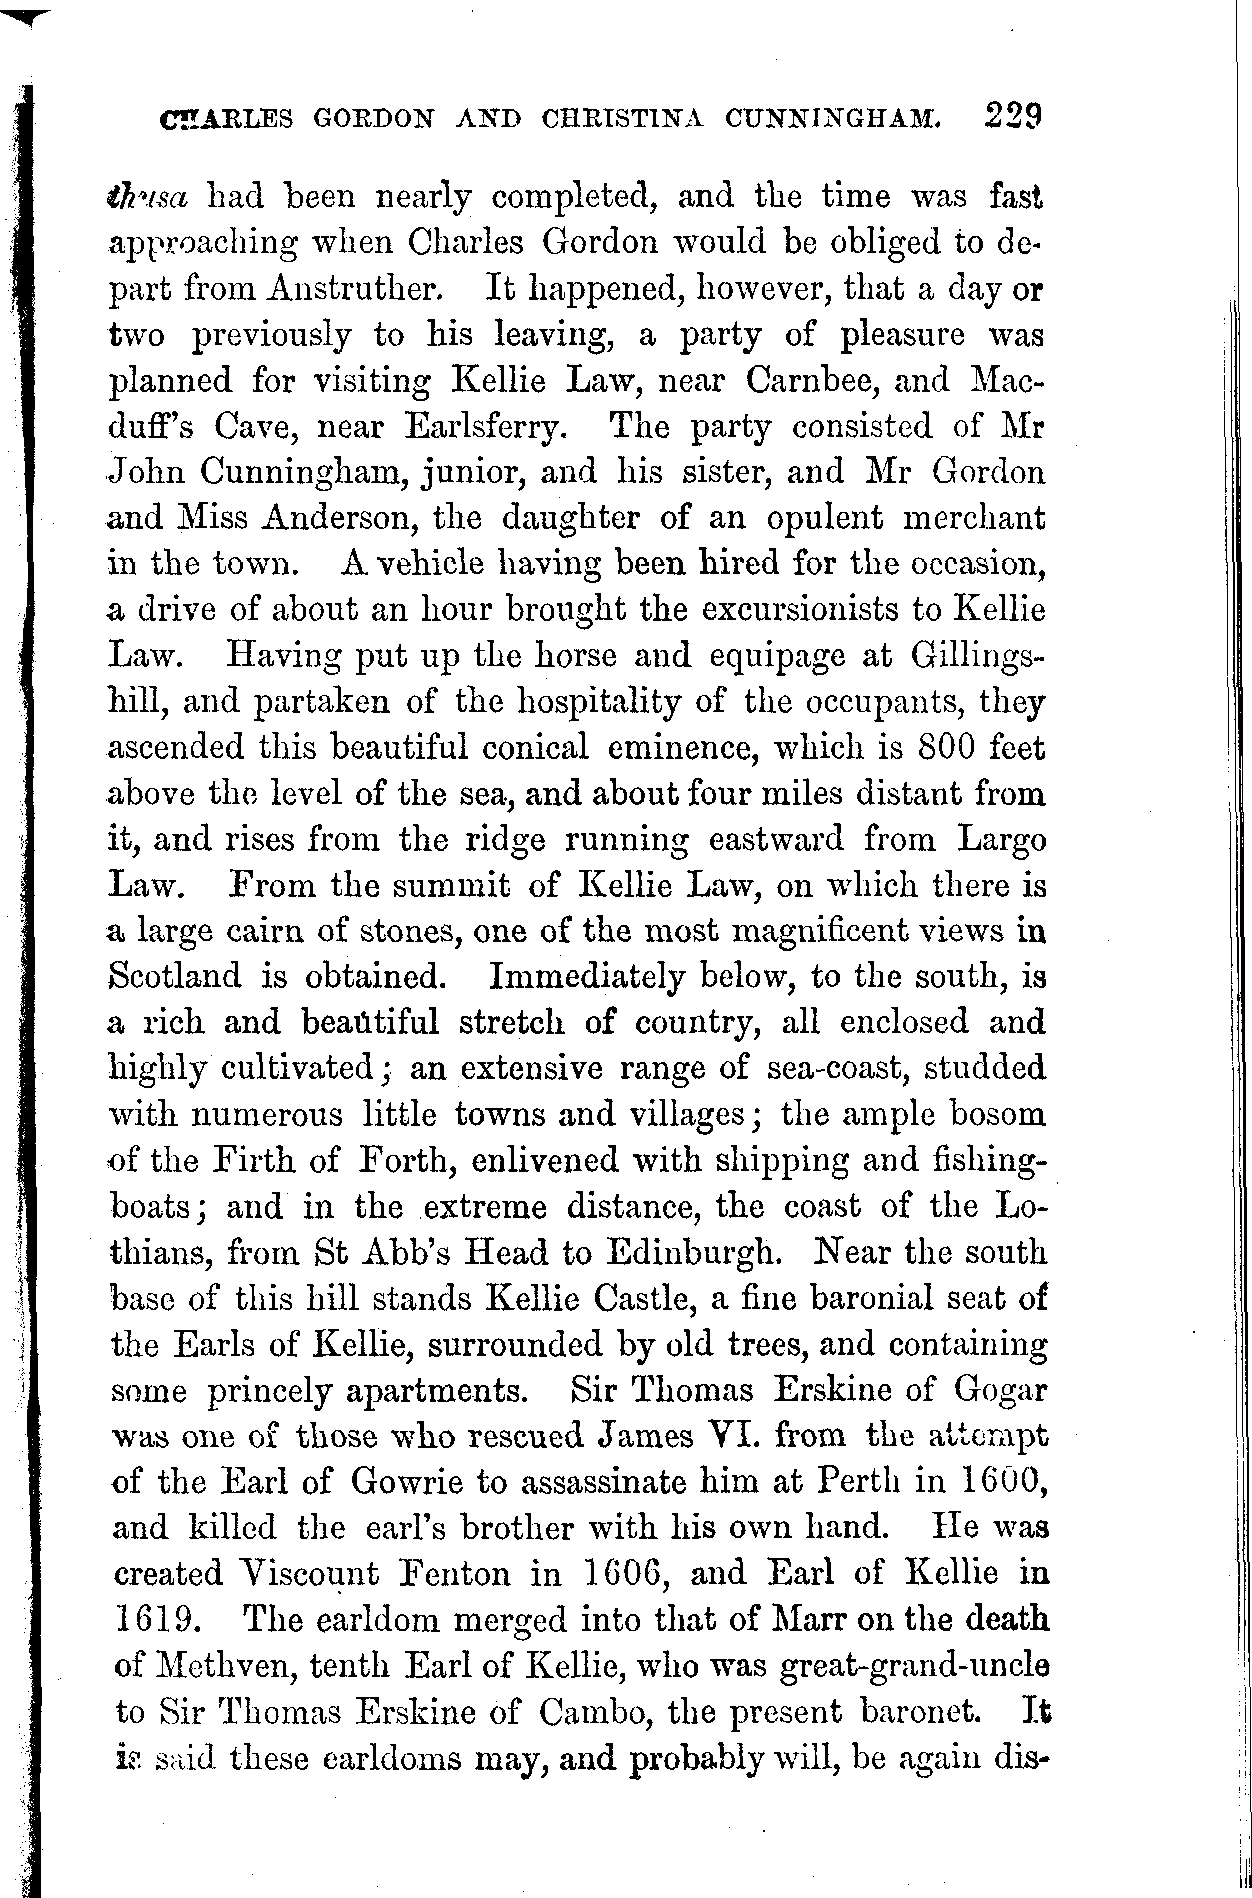 CHARLES GORDON AND CHRISTINA CUNNINGHAM. 229
thusa had been nearly completed, and the time was fast
approaching when Charles Gordon would be obliged to de-
part from Anstruther. It happened, however, that a day or
two previously to his leaving, a party of pleasure was
planned for visiting Kellie Law, near Carnbee, and Mac-
duff's Cave, near Earlsferry. The party consisted of Mr
John Cunningham, junior, and his sister, and Mr Gordon
and Miss Anderson, the daughter of an opulent merchant
in the town. A vehicle having been hired for the occasion,
a drive of about an hour brought the excursionists to Kellie
Law. Having put up the horse and equipage at Gillings-
hill, and partaken of the hospitality of the occupants, they
ascended this beautiful conical eminence, which is 800 feet
above the level of the sea, and about four miles distant from
it, and rises from the ridge running eastward from Largo
Law. From the summit of Kellie Law, on which there is
a large cairn of stones, one of the most magnificent views in
Scotland is obtained. Immediately below, to the south, is
a rich and beautiful stretch of country, all enclosed and
highly cultivated; an extensive range of sea-coast, studded
with numerous little towns and villages; the ample bosom
of the Firth of Forth, enlivened with shipping and fishing-
boats; and in the extreme distance, the coast of the Lo-
thians, from St Abb's Head to Edinburgh. Near the south
base of this hill stands Kellie Castle, a fine baronial seat of
the Earls of Kellie, surrounded by old trees, and containing
some princely apartments. Sir Thomas Erskine of Gogar
was one of those who rescued James VI. from the attempt
of the Earl of Gowrie to assassinate him at Perth in 1600,
and killed the earl's brother with his own hand. He was
created Viscount Fenton in 1606, and Earl of Kellie in
1619. The earldom merged into that of Marr on the death
of Methven, tenth Earl of Kellie, who was great-grand-uncle
to Sir Thomas Erskine of Cambo, the present baronet. It
is said these earldoms may, and probably will, be again dis-